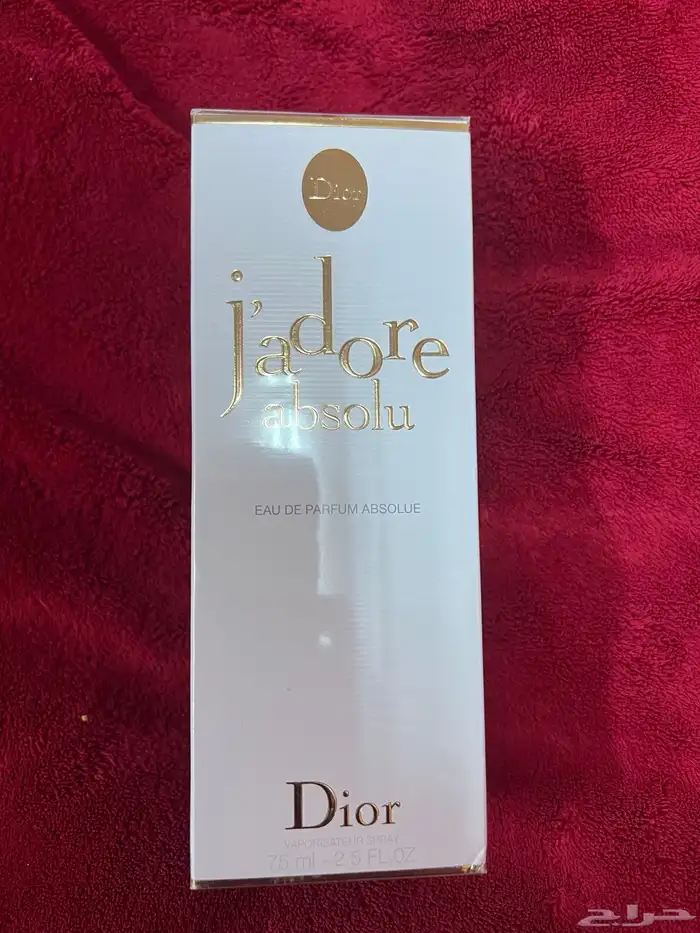 Dior
j'adore
absolu
EAU DE PARFUM ABSOLUE
Dior
VAPORISATEUR SPRAY
75 ml - 2.5 FL.OZ
حراج